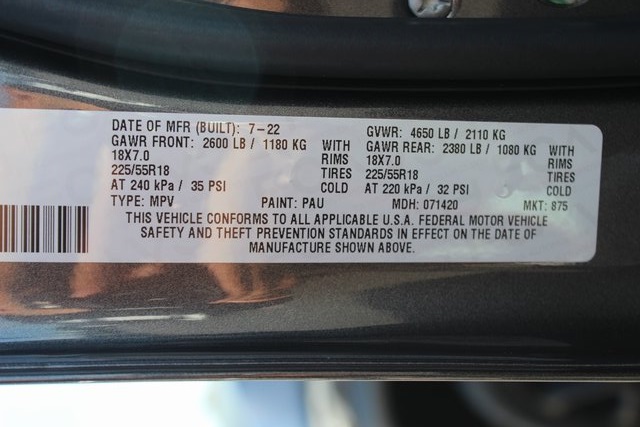 DATE OF MFR (BUILT): 7-22 GVWR: 4650 LB / 2110 KG
GAWR FRONT: 2600 LB / 1180 KG WITH GAWR REAR: 2380 LB / 1080 KG WITH
18X7.0 RIMS 18X7.0 RIMS
225/55R18 TIRES 225/55R18 TIRES
AT 240 kPa / 35 PSI COLD AT 220 kPa / 32 PSI COLD
TYPE: MPV PAINT: PAU MDH: 071420 MKT: 875
THIS VEHICLE CONFORMS TO ALL APPLICABLE U.S.A. FEDERAL MOTOR VEHICLE
SAFETY AND THEFT PREVENTION STANDARDS IN EFFECT ON THE DATE OF
MANUFACTURE SHOWN ABOVE.